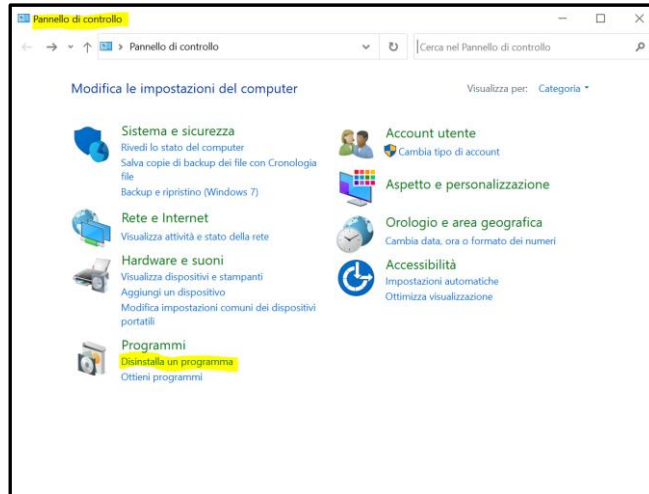 Pannello di controllo
Pannello di controllo
Cerca nel Pannello di controllo
Modifica le impostazioni del computer
Visualizza per: Categoria
Sistema e sicurezza
Rivedi lo stato del computer
Salva copie di backup dei file con Cronologia
file
Backup e ripristino (Windows 7)
Rete e Internet
Visualizza attività e stato della rete
Hardware e suoni
Visualizza dispositivi e stampanti
Aggiungi un dispositivo
Modifica impostazioni comuni dei dispositivi
portatili
Programmi
Disinstalla un programma
Ottieni programmi
Account utente
Cambia tipo di account
Aspetto e personalizzazione
Orologio e area geografica
Cambia data, ora o formato dei numeri
Accessibilità
Impostazioni automatiche
Ottimizza visualizzazione